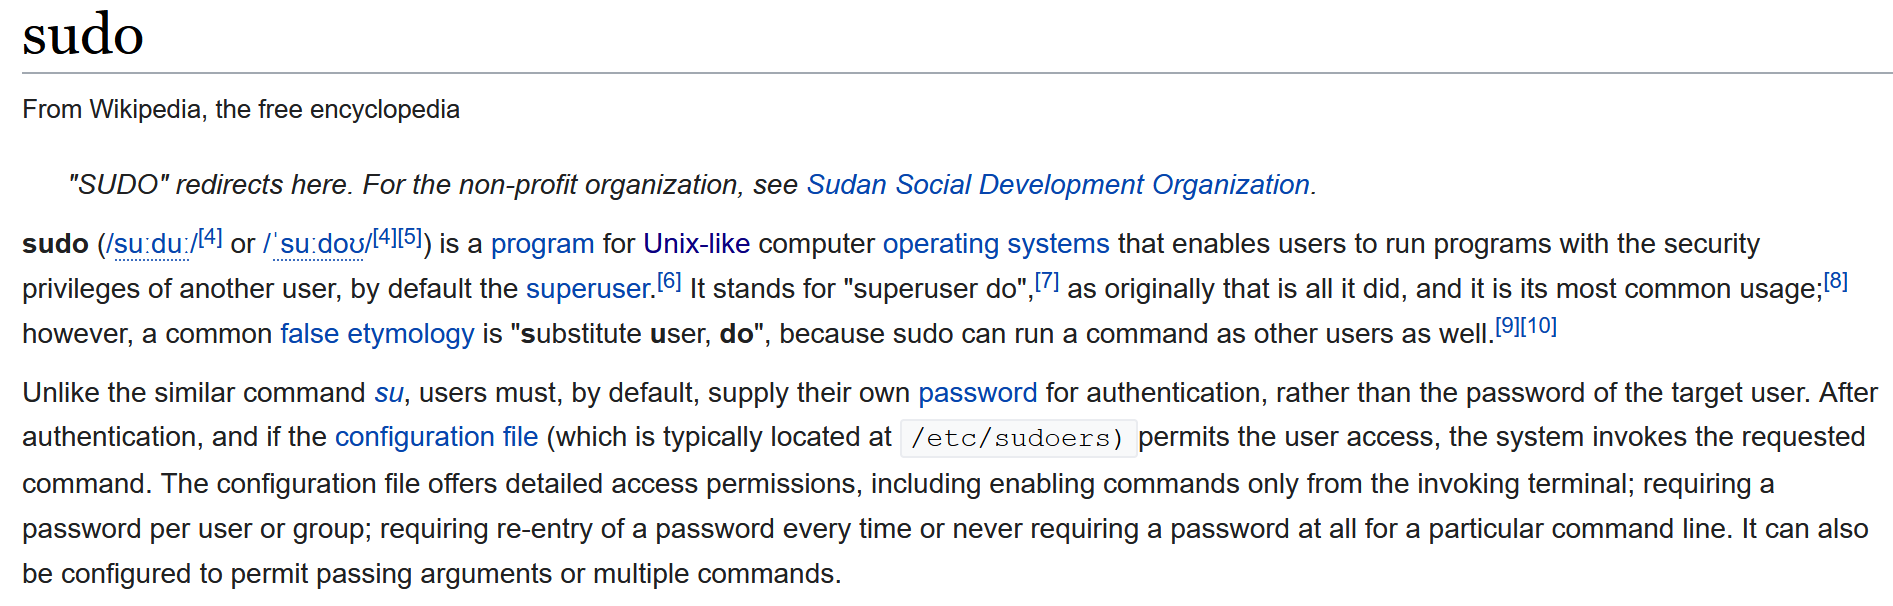 sudo
From Wikipedia, the free encyclopedia
"SUDO" redirects here. For the non-profit organization, see Sudan Social Development Organization.
sudo (/suːduː/[4] or /ˈsuːdoʊ/[4][5]) is a program for Unix-like computer operating systems that enables users to run programs with the security
privileges of another user, by default the superuser.[6] It stands for "superuser do",[7] as originally that is all it did, and it is its most common usage;[8]
however, a common false etymology is "substitute user, do", because sudo can run a command as other users as well.[9][10]
Unlike the similar command su, users must, by default, supply their own password for authentication, rather than the password of the target user. After
authentication, and if the configuration file (which is typically located at /etc/sudoers) permits the user access, the system invokes the requested
command. The configuration file offers detailed access permissions, including enabling commands only from the invoking terminal; requiring a
password per user or group; requiring re-entry of a password every time or never requiring a password at all for a particular command line. It can also
be configured to permit passing arguments or multiple commands.